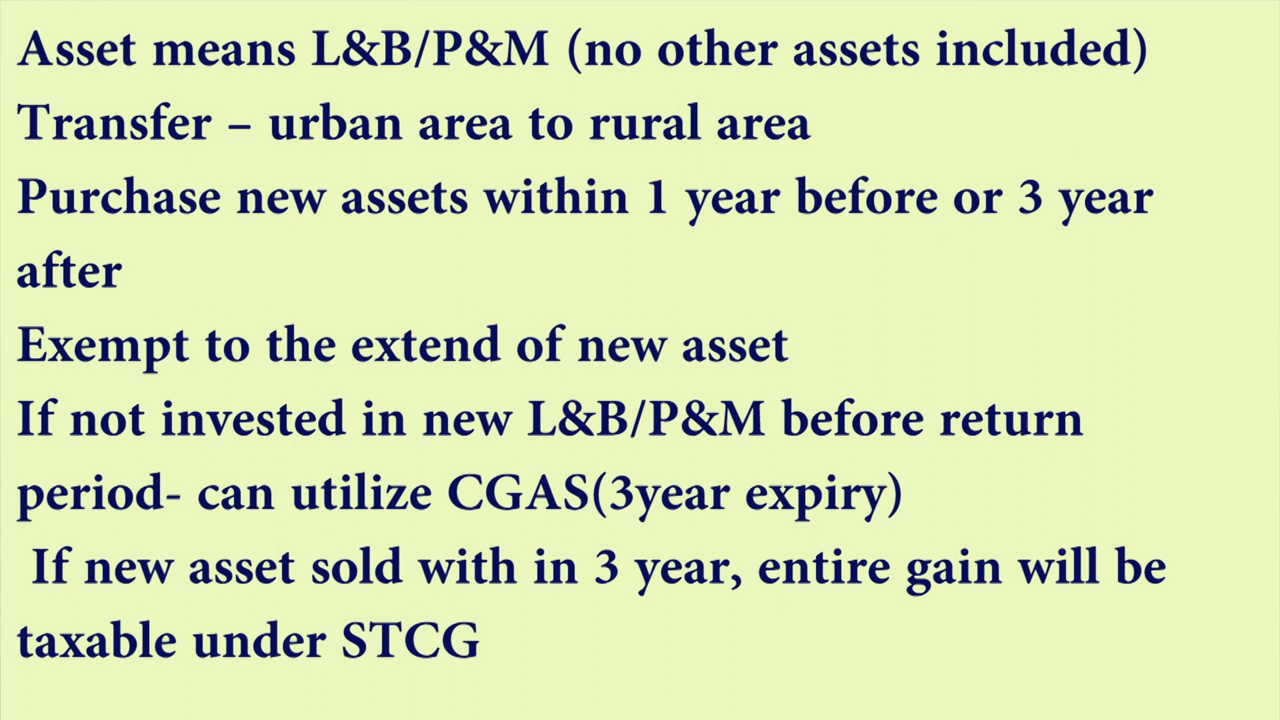 Asset means L&B/P&M (no other assets included)
Transfer – urban area to rural area
Purchase new assets within 1 year before or 3 year
after
Exempt to the extend of new asset
If not invested in new L&B/P&M before return
period- can utilize CGAS(3year expiry)
If new asset sold with in 3 year, entire gain will be
taxable under STCG